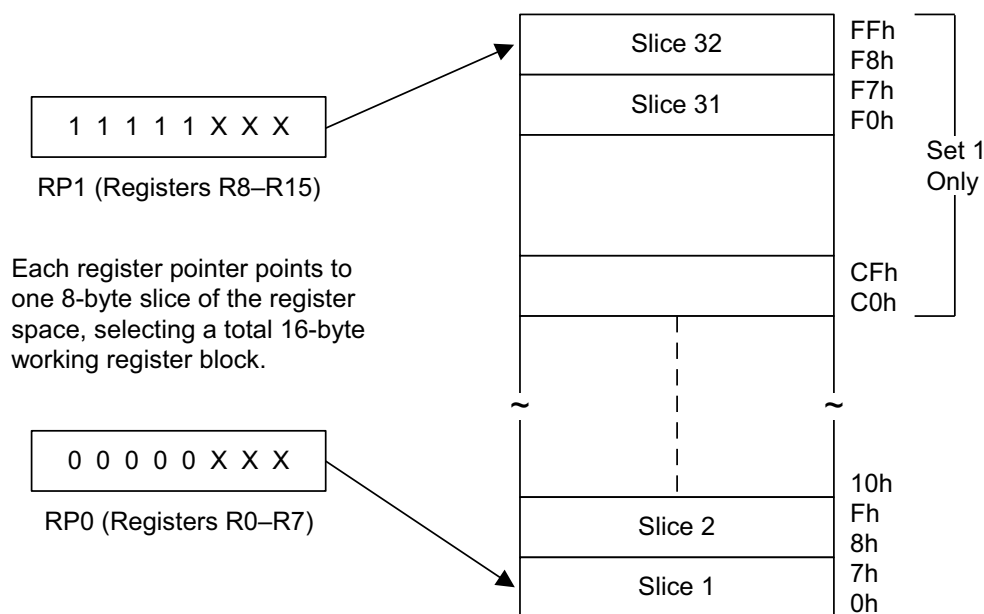 Slice 32
FFh
F8h
Slice 31
F7h
F0h
1 1 1 1 1 X X X
RP1 (Registers R8–R15)
Set 1
Only
Each register pointer points to
one 8-byte slice of the register
space, selecting a total 16-byte
working register block.
CFh
C0h
~ ~
0 0 0 0 0 X X X
RP0 (Registers R0–R7)
10h
Slice 2
Fh
8h
Slice 1
7h
0h